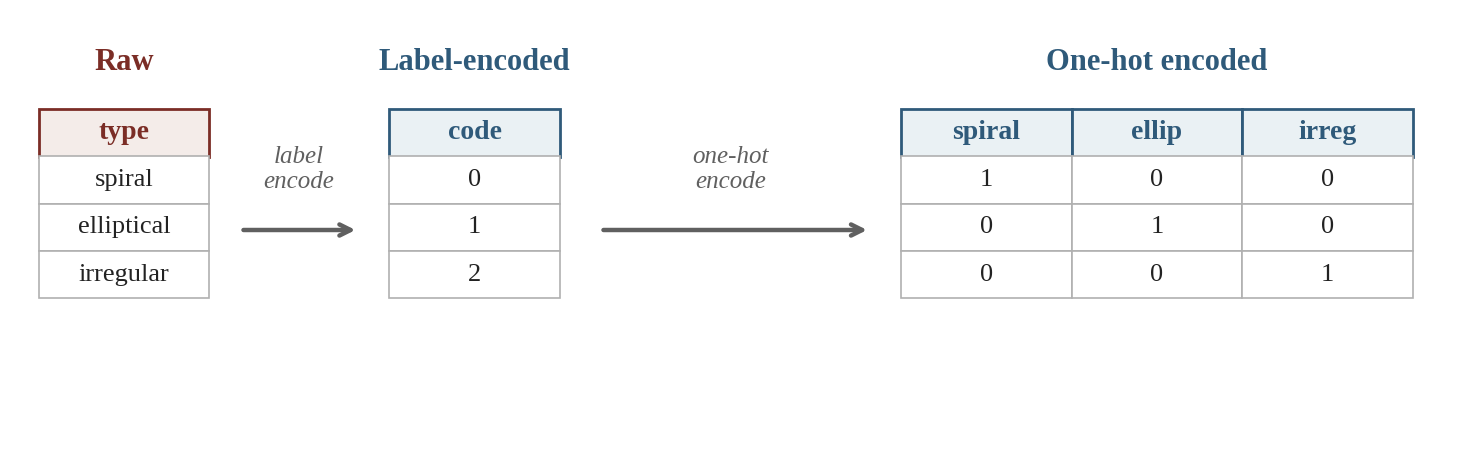 Raw
Label-encoded
One-hot encoded
type
spiral
elliptical
irregular
label
encode
code
0
1
2
one-hot
encode
spiral ellip irreg
1 0 0
0 1 0
0 0 1